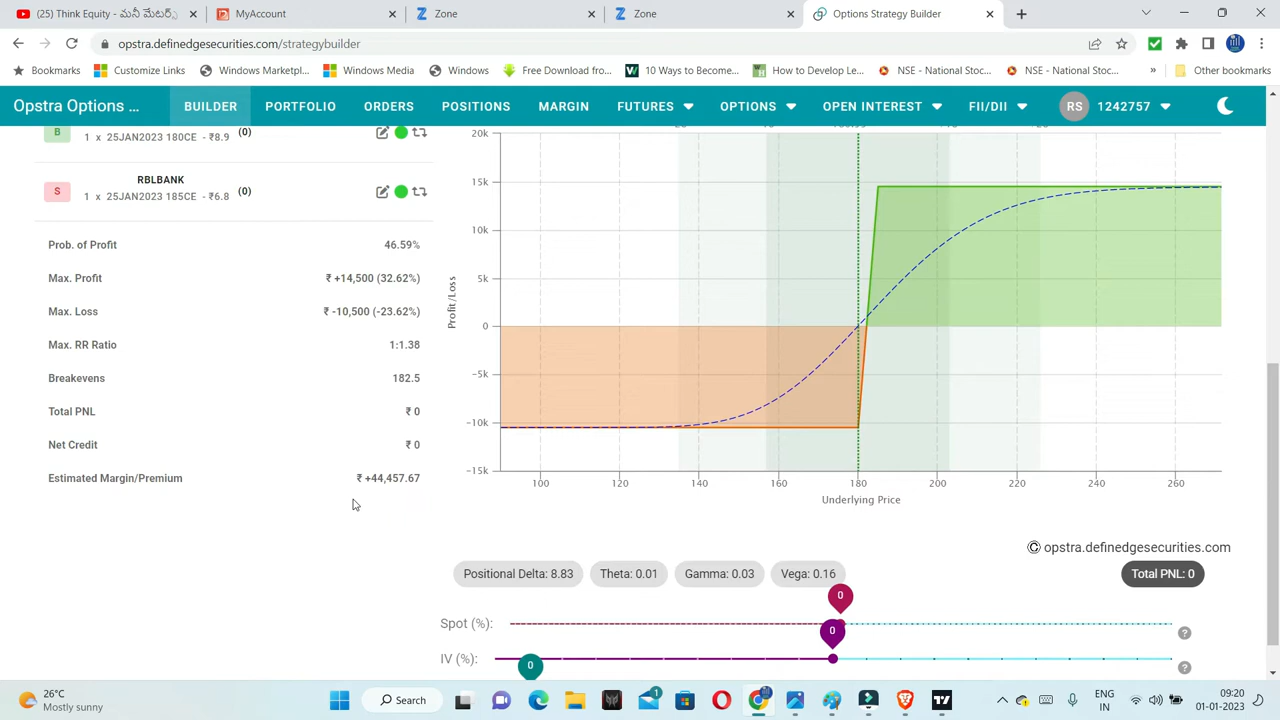 (25) Think Equity - మనీ మేటర్స్
MyAccount
Zone
Zone
Options Strategy Builder
opstra.definedgesecurities.com/strategybuilder
Bookmarks
Customize Links
Windows Marketpl...
Windows Media
Windows
Free Download fro...
10 Ways to Become...
How to Develop Le...
NSE - National Stoc...
NSE - National Stoc...
»
Other bookmarks
Opstra Options ...
BUILDER
PORTFOLIO
ORDERS
POSITIONS
MARGIN
FUTURES
OPTIONS
OPEN INTEREST
FII/DII
RS
1242757
B
1 x 25JAN2023 180CE - ₹8.9
(0)
RBLBANK
S
1 x 25JAN2023 185CE - ₹6.8
(0)
Prob. of Profit 46.59%
Max. Profit ₹ +14,500 (32.62%)
Max. Loss ₹ -10,500 (-23.62%)
Max. RR Ratio 1:1.38
Breakevens 182.5
Total PNL ₹ 0
Net Credit ₹ 0
Estimated Margin/Premium ₹ +44,457.67
20k
15k
10k
5k
0
-5k
-10k
-15k
Profit/Loss
100 120 140 160 180 200 220 240 260
Underlying Price
© opstra.definedgesecurities.com
Positional Delta: 8.83
Theta: 0.01
Gamma: 0.03
Vega: 0.16
Total PNL: 0
0
Spot (%):
?
0
IV (%):
?
0
26°C
Mostly sunny
Search
1
ENG
IN
09:20
01-01-2023